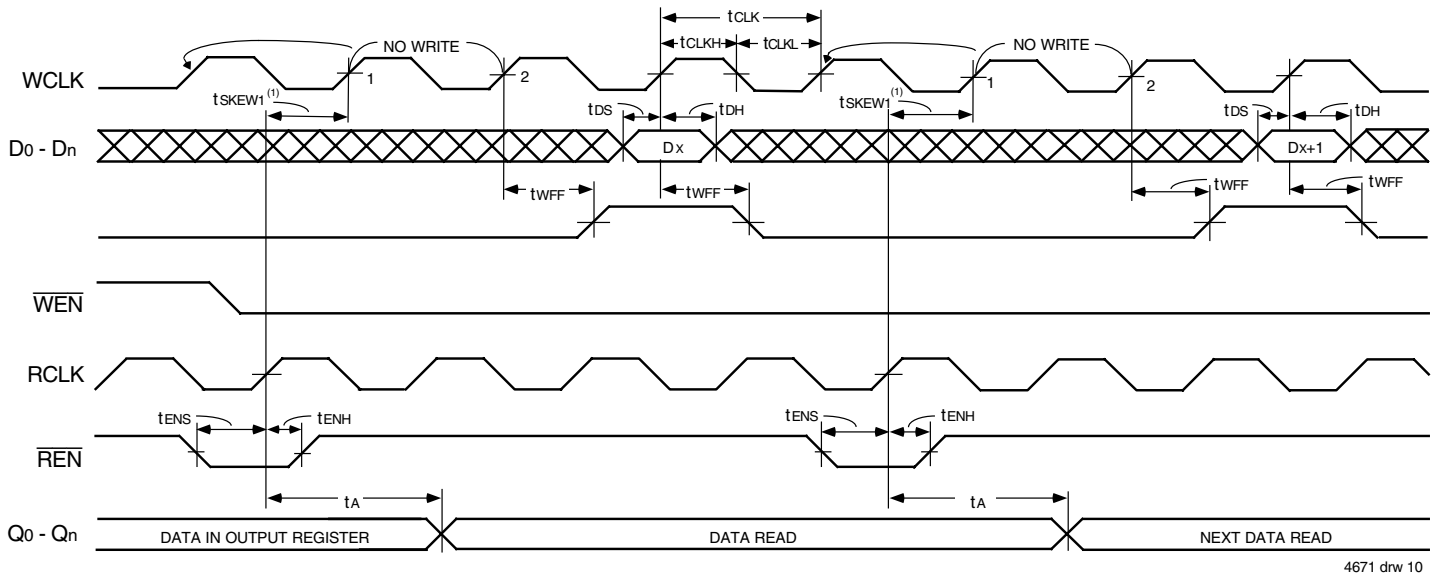 tCLK
NO WRITE
tCLKH
tCLKL
NO WRITE
WCLK
1
2
1
2
tSKEW1(1)
tDS
tDH
tSKEW1(1)
tDS
tDH
D0 - Dn
Dx
Dx+1
tWFF
tWFF
tWFF
tWFF
WEN
RCLK
tENS
tENH
tENS
tENH
REN
tA
tA
Q0 - Qn
DATA IN OUTPUT REGISTER
DATA READ
NEXT DATA READ
4671 drw 10